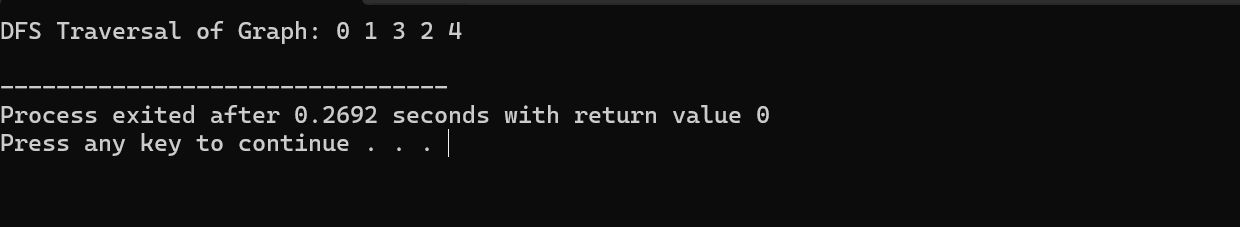 DFS Traversal of Graph: 0 1 3 2 4
--------------------------------
Process exited after 0.2692 seconds with return value 0
Press any key to continue . . .